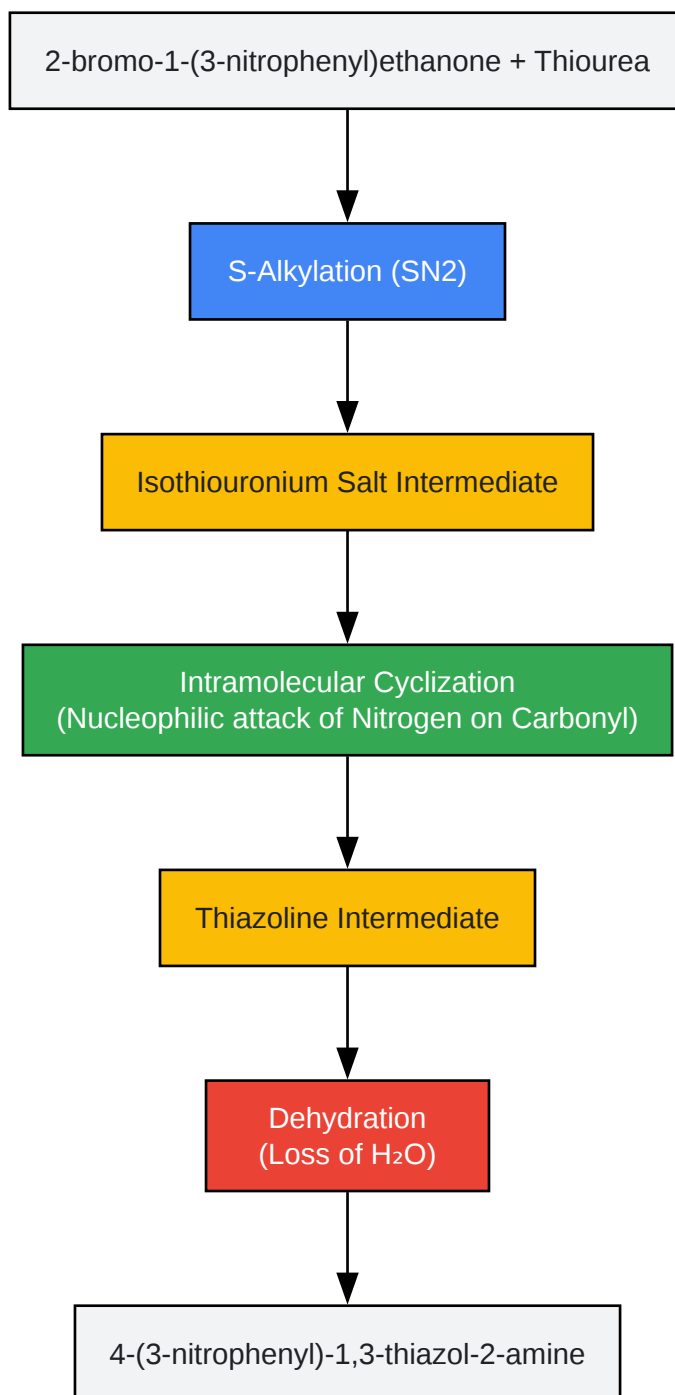 2-bromo-1-(3-nitrophenyl)ethanone + Thiourea
S-Alkylation (SN2)
Isothiouronium Salt Intermediate
Intramolecular Cyclization
(Nucleophilic attack of Nitrogen on Carbonyl)
Thiazoline Intermediate
Dehydration
(Loss of H₂O)
4-(3-nitrophenyl)-1,3-thiazol-2-amine